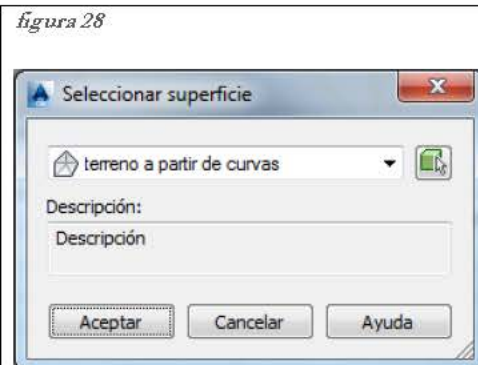 figura 28
Seleccionar superficie
terreno a partir de curvas
Descripción:
Descripción
Aceptar
Cancelar
Ayuda